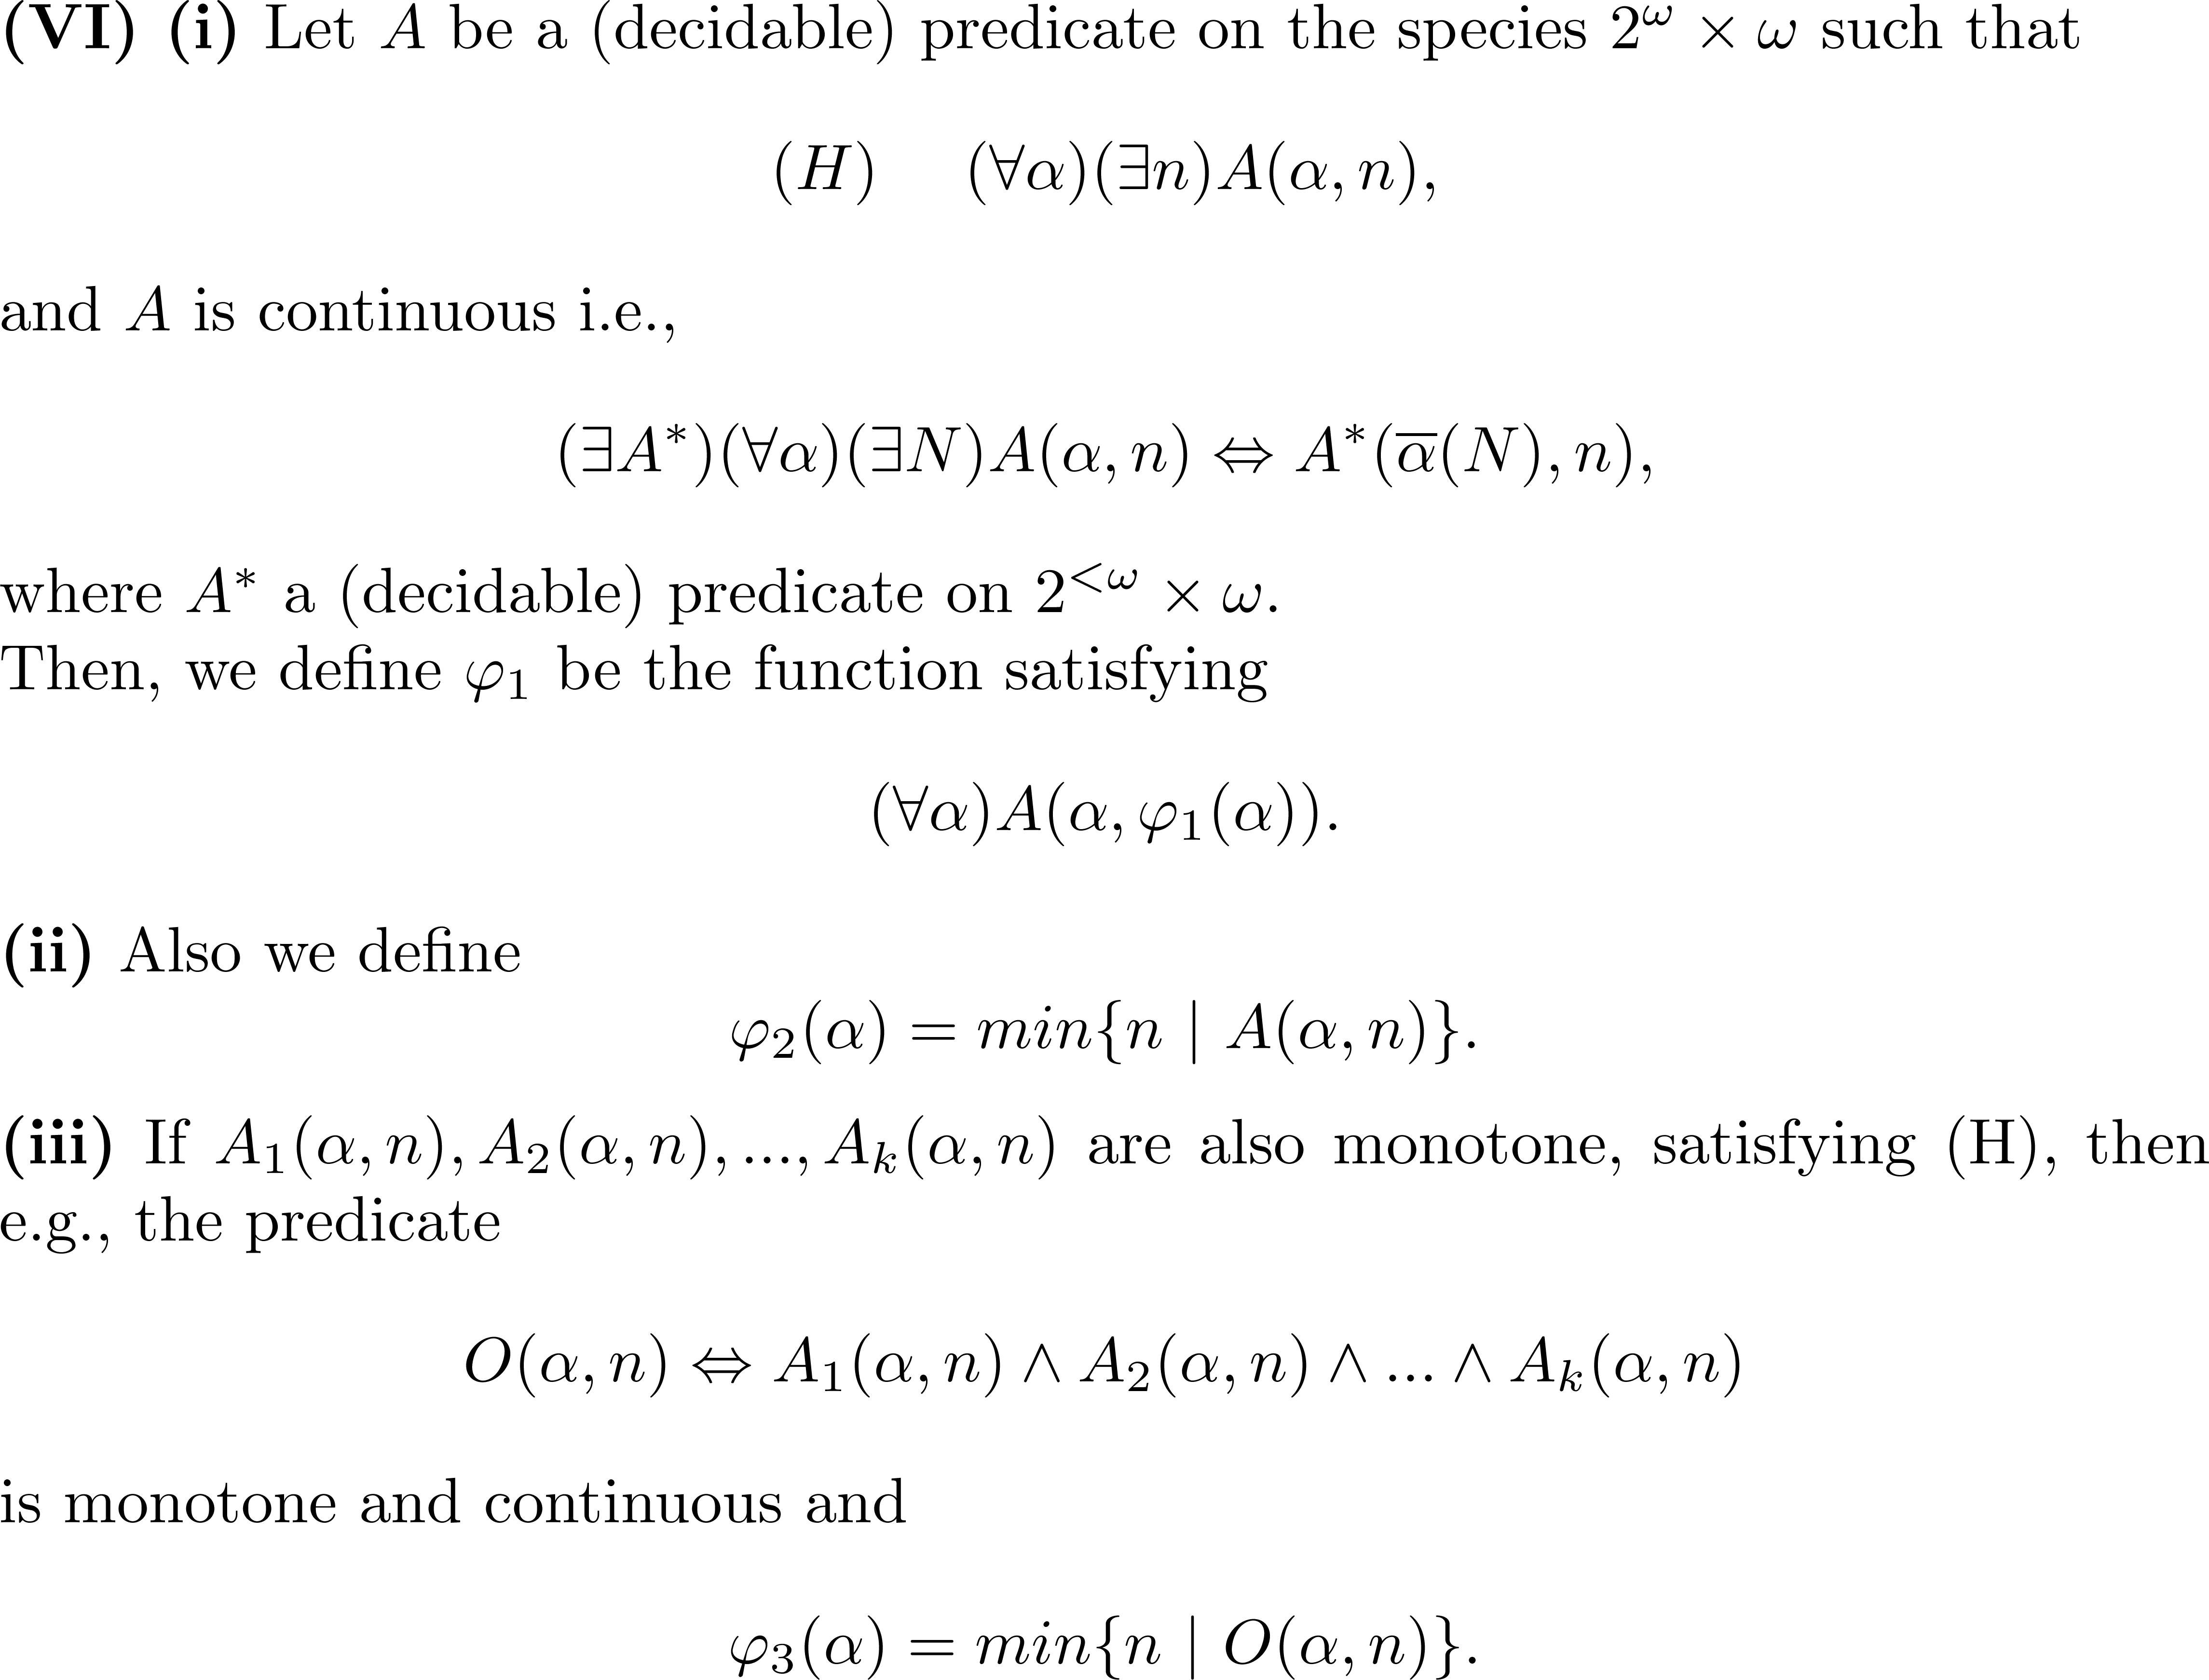 (VI) (i) Let A be a (decidable) predicate on the species 2^ω × ω such that
(H) (∀α)(∃n)A(α, n),
and A is continuous i.e.,
(∃A*)(∀α)(∃N)A(α, n) ⇔ A*(α̅(N), n),
where A* a (decidable) predicate on 2^{<ω} × ω.
Then, we define φ₁ be the function satisfying
(∀α)A(α, φ₁(α)).
(ii) Also we define
φ₂(α) = min{n | A(α, n)}.
(iii) If A₁(α, n), A₂(α, n), ..., Aₖ(α, n) are also monotone, satisfying (H), then
e.g., the predicate
O(α, n) ⇔ A₁(α, n) ∧ A₂(α, n) ∧ ... ∧ Aₖ(α, n)
is monotone and continuous and
φ₃(α) = min{n | O(α, n)}.